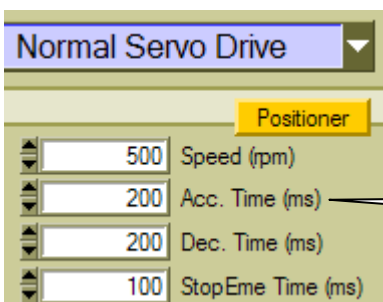 Normal Servo Drive
Positioner
500 Speed (rpm)
200 Acc. Time (ms)
200 Dec. Time (ms)
100 StopEme Time (ms)